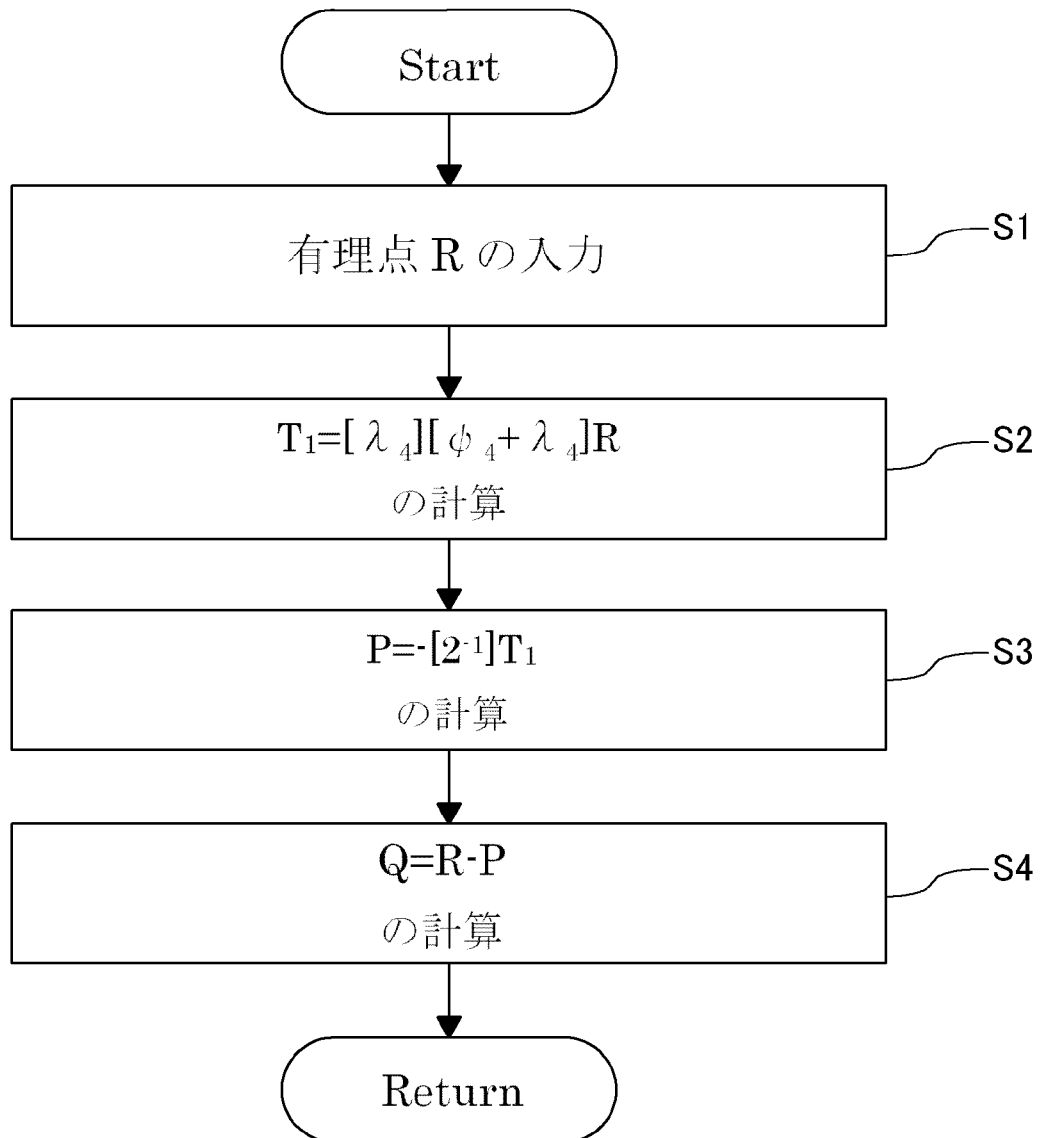 Start
有理点 R の入力
S1
T₁=[λ₄][φ₄+λ₄]R
の計算
S2
P=-[2⁻¹]T₁
の計算
S3
Q=R-P
の計算
S4
Return